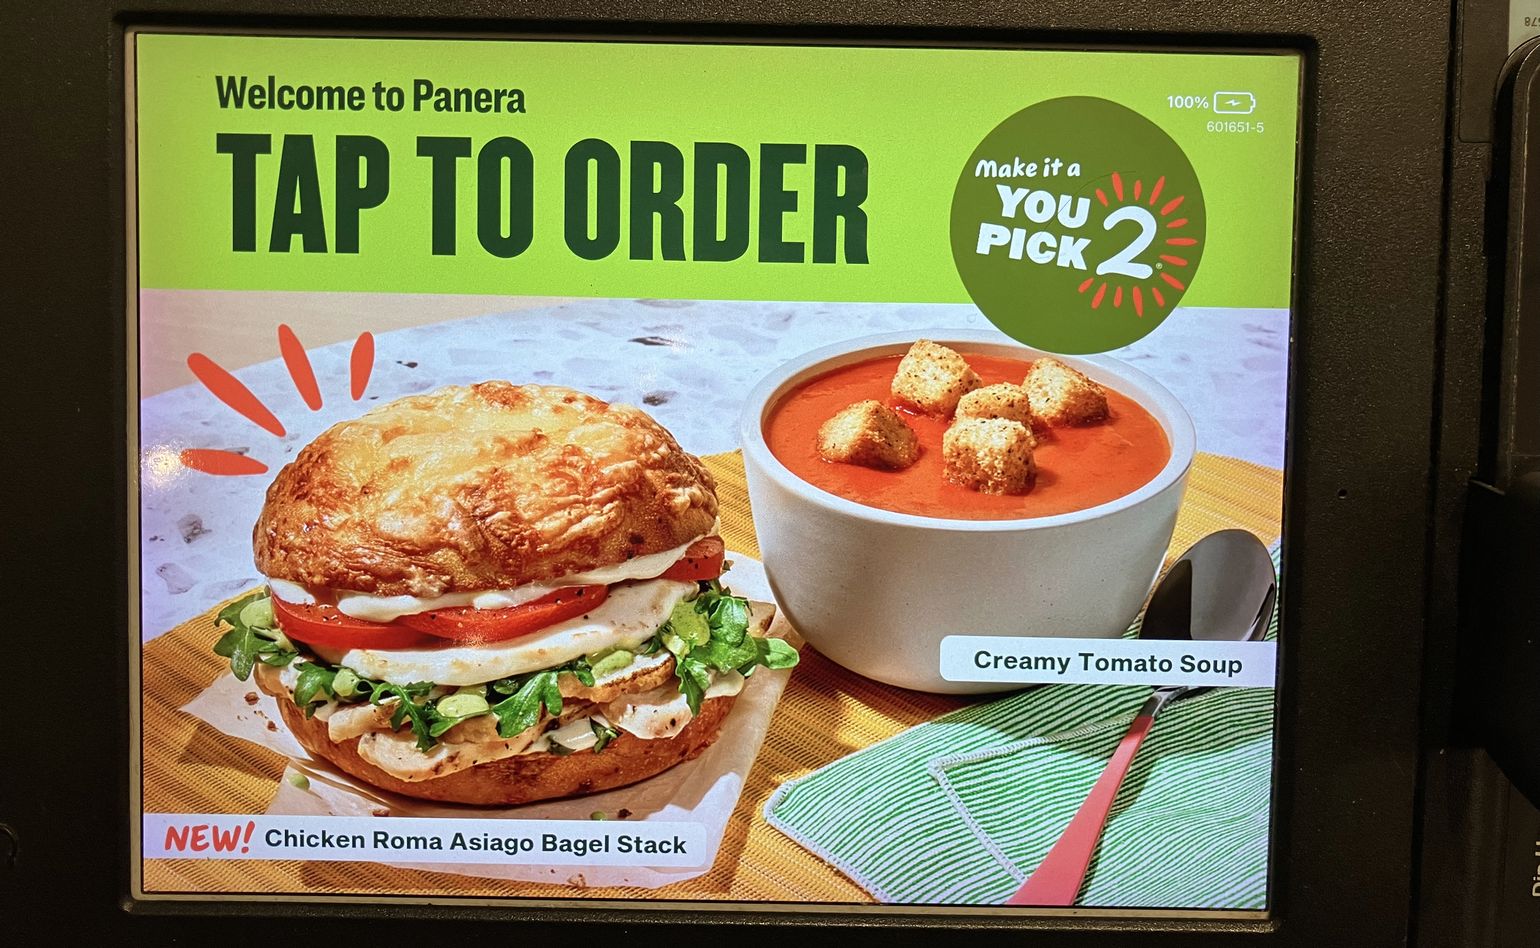 Welcome to Panera
TAP TO ORDER
100%
601651-5
Make it a
YOU
PICK 2®
Creamy Tomato Soup
NEW! Chicken Roma Asiago Bagel Stack